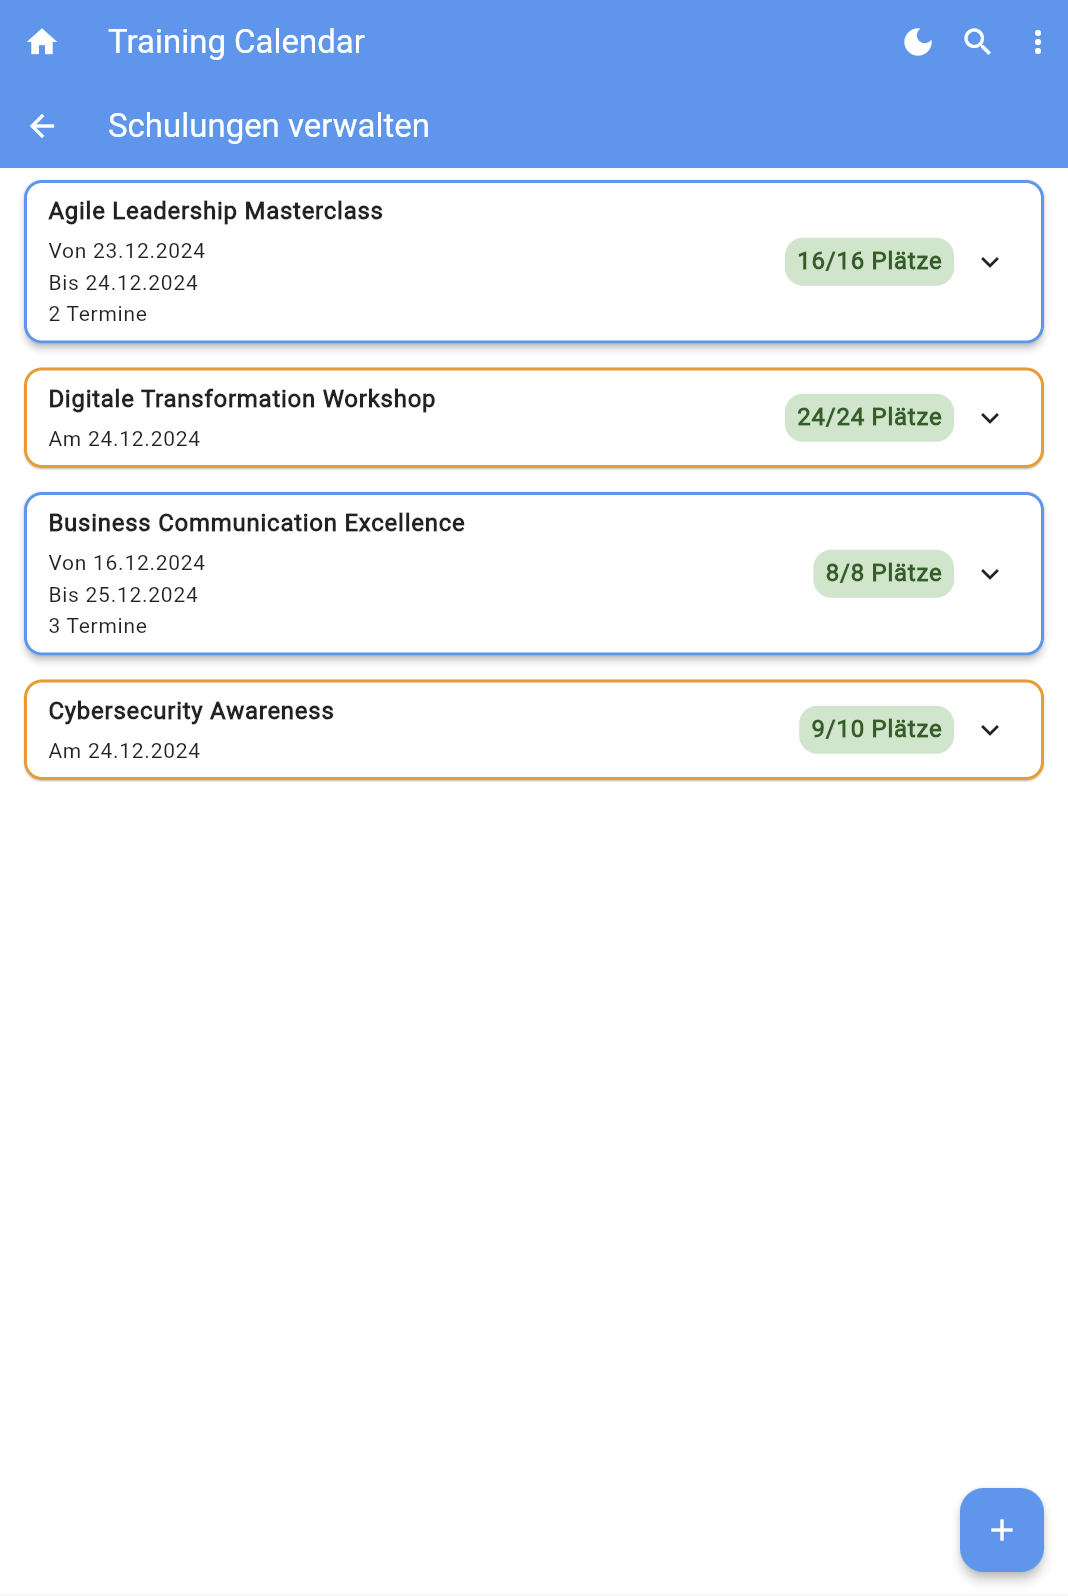 Training Calendar
Schulungen verwalten
Agile Leadership Masterclass
Von 23.12.2024
Bis 24.12.2024
2 Termine
16/16 Plätze
Digitale Transformation Workshop
Am 24.12.2024
24/24 Plätze
Business Communication Excellence
Von 16.12.2024
Bis 25.12.2024
3 Termine
8/8 Plätze
Cybersecurity Awareness
Am 24.12.2024
9/10 Plätze